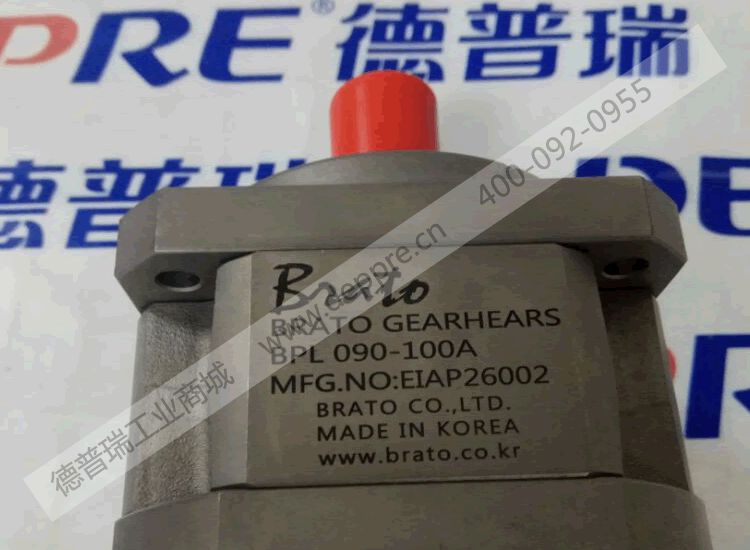 PRE® 德普瑞
德普瑞
DEPRE
Brato
BRATO GEARHEARS
BPL 090-100A
MFG.NO:EIAP26002
BRATO CO.,LTD.
MADE IN KOREA
www.brato.co.kr
德普瑞工业商城 www.deppre.cn 400-092-0955